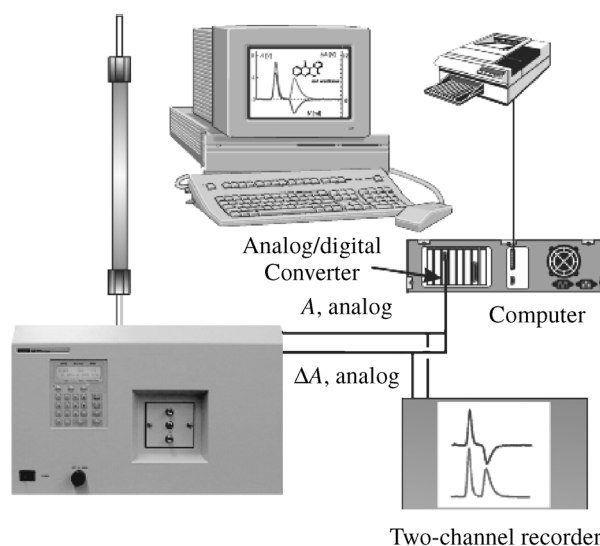 Analog/digital
Converter
A, analog
Computer
ΔA, analog
Two-channel recorder